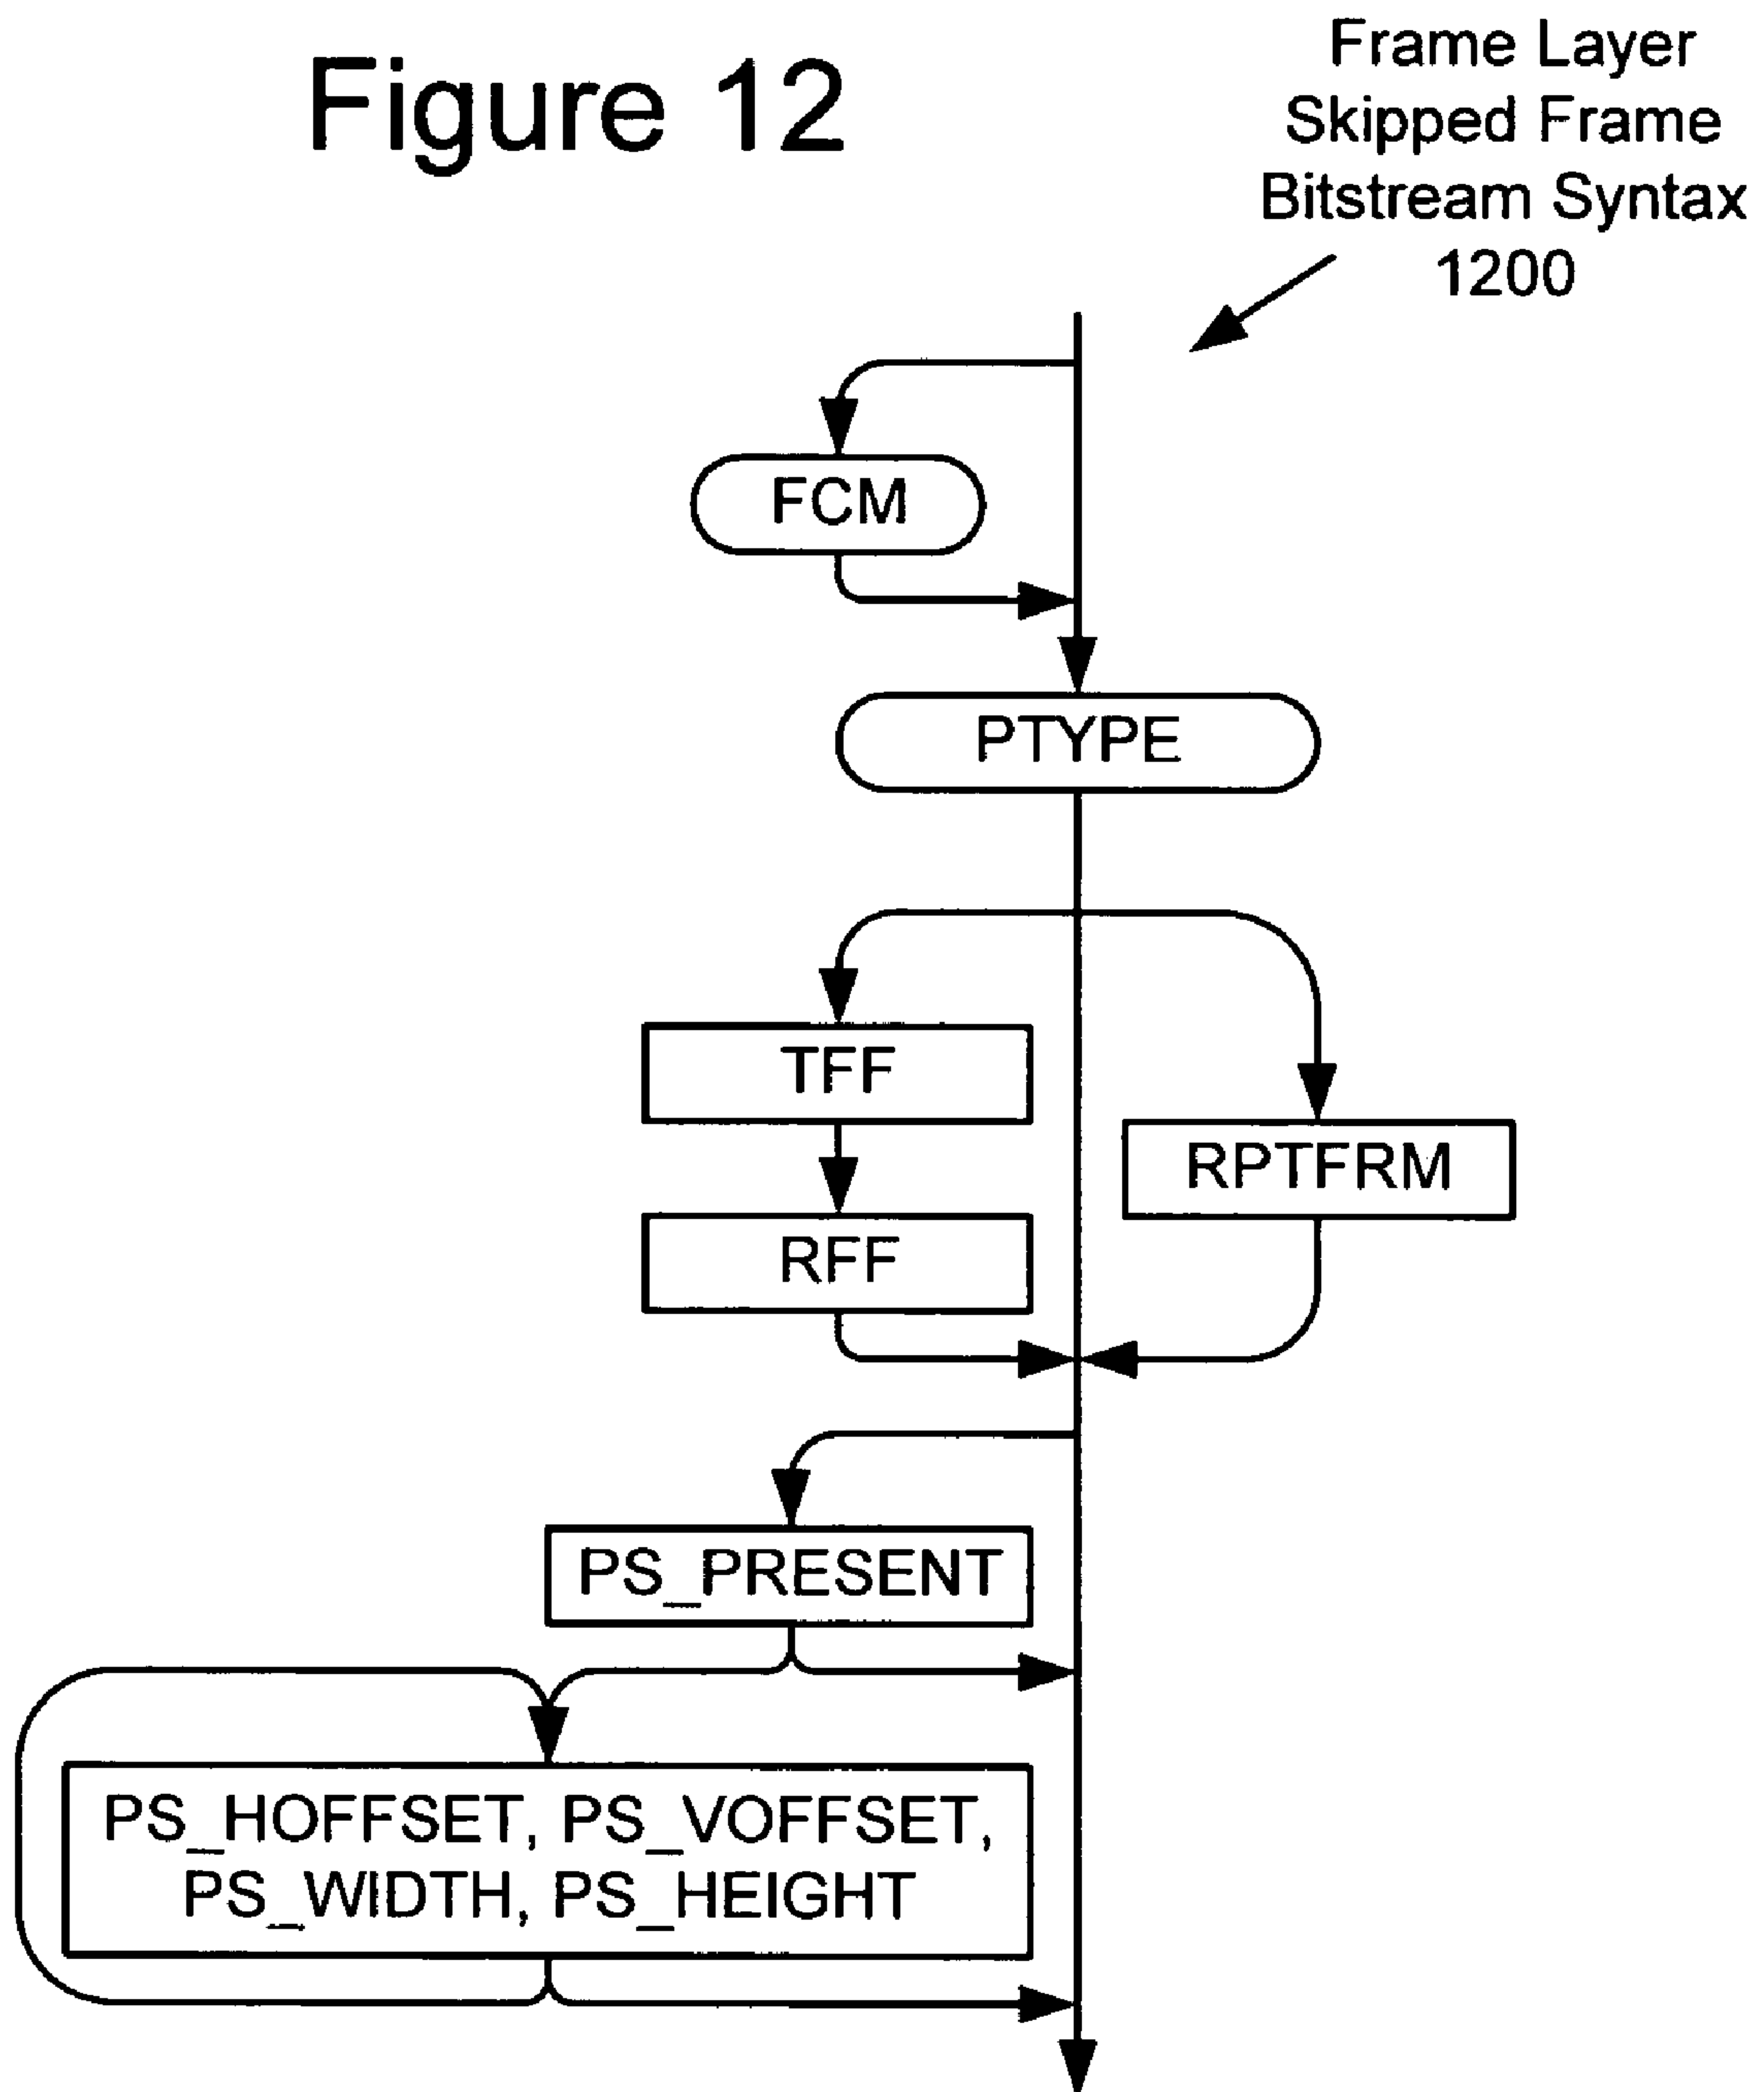 Figure 12
Frame Layer
Skipped Frame
Bitstream Syntax
1200
FCM
PTYPE
TFF
RPTFRM
RFF
PS_PRESENT
PS_HOFFSET, PS_VOFFSET,
PS_WIDTH, PS_HEIGHT